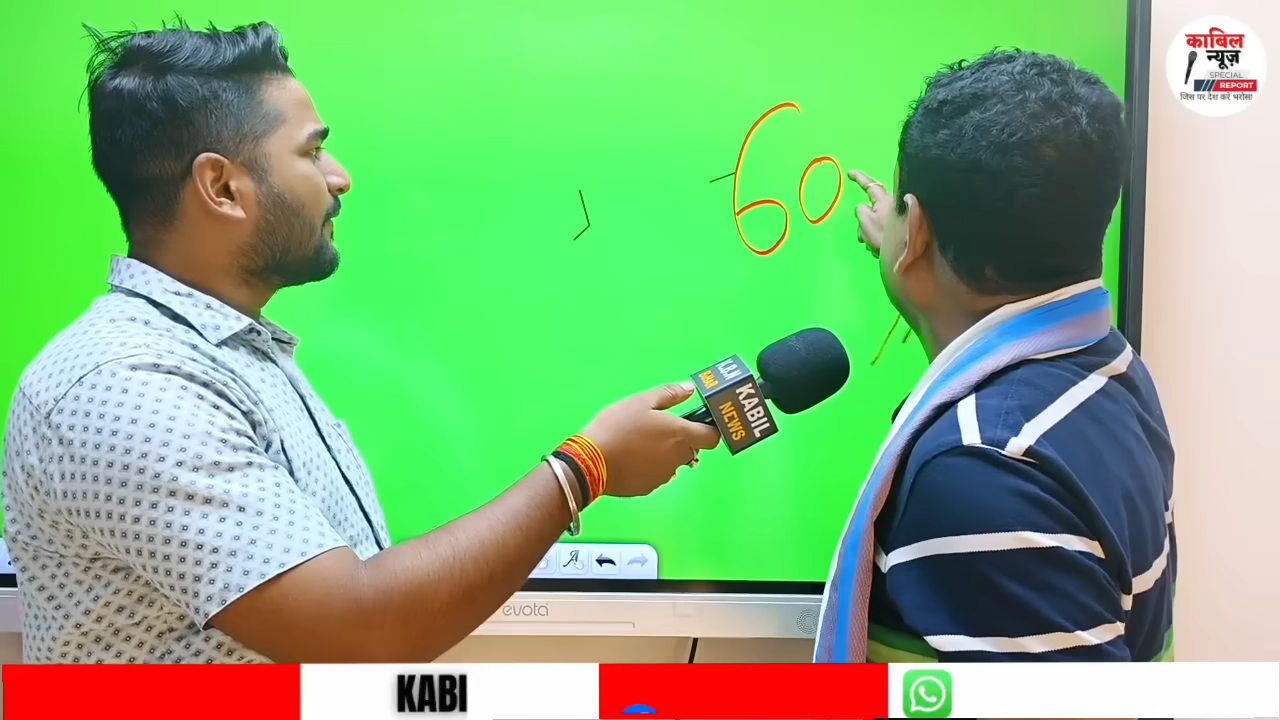 काबिल
न्यूज़
SPECIAL
REPORT
जिस पर देश करे भरोसा
60
K.B.N
KABIL
NEWS
evota
KABI